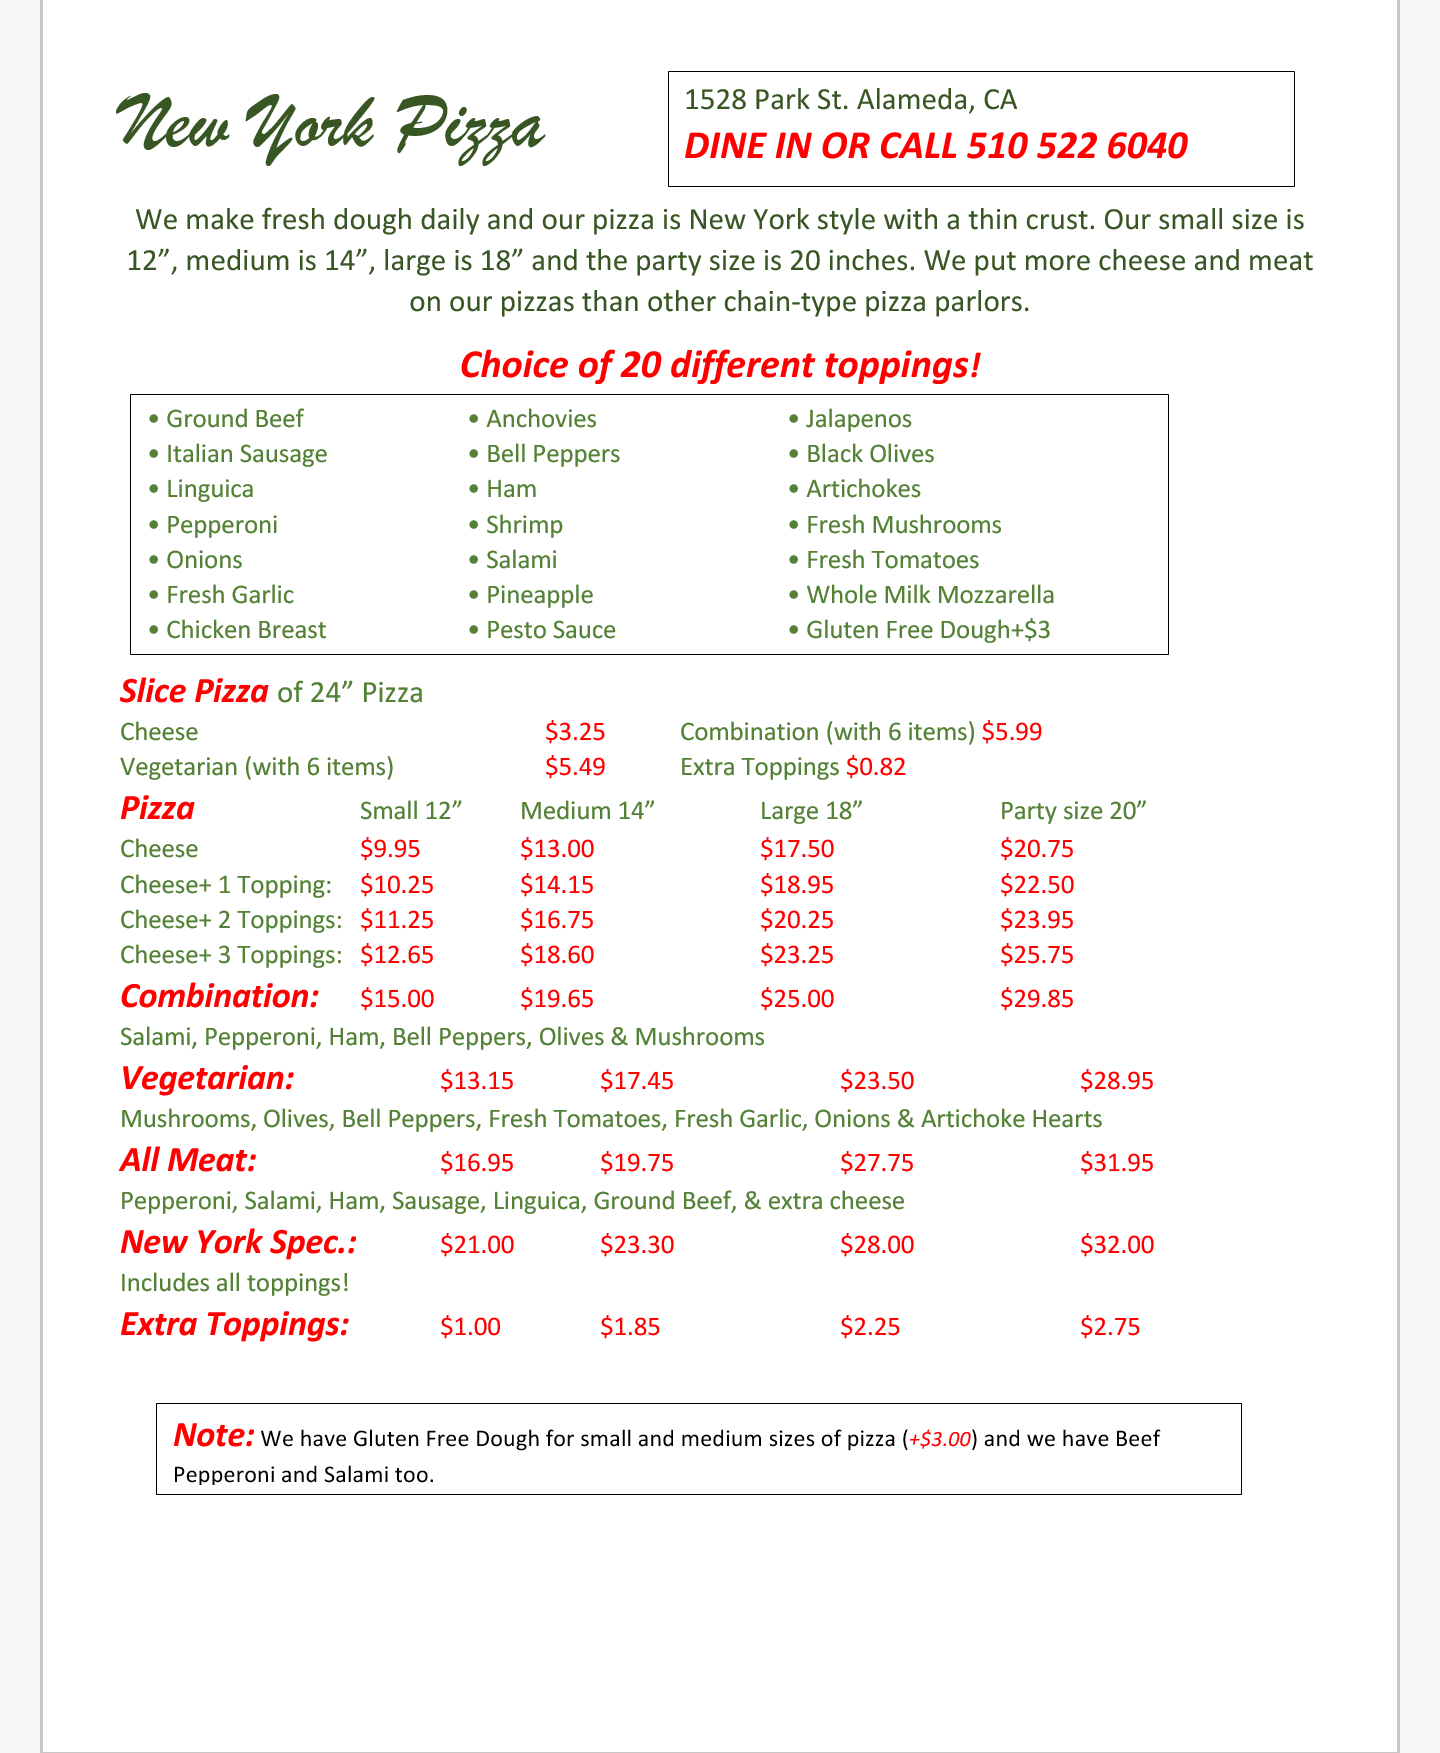 New York Pizza
1528 Park St. Alameda, CA
DINE IN OR CALL 510 522 6040
We make fresh dough daily and our pizza is New York style with a thin crust. Our small size is
12”, medium is 14”, large is 18” and the party size is 20 inches. We put more cheese and meat
on our pizzas than other chain-type pizza parlors.
Choice of 20 different toppings!
• Ground Beef • Anchovies • Jalapenos
• Italian Sausage • Bell Peppers • Black Olives
• Linguica • Ham • Artichokes
• Pepperoni • Shrimp • Fresh Mushrooms
• Onions • Salami • Fresh Tomatoes
• Fresh Garlic • Pineapple • Whole Milk Mozzarella
• Chicken Breast • Pesto Sauce • Gluten Free Dough+$3
Slice Pizza of 24” Pizza
Cheese $3.25 Combination (with 6 items) $5.99
Vegetarian (with 6 items) $5.49 Extra Toppings $0.82
Pizza Small 12” Medium 14” Large 18” Party size 20”
Cheese $9.95 $13.00 $17.50 $20.75
Cheese+ 1 Topping: $10.25 $14.15 $18.95 $22.50
Cheese+ 2 Toppings: $11.25 $16.75 $20.25 $23.95
Cheese+ 3 Toppings: $12.65 $18.60 $23.25 $25.75
Combination: $15.00 $19.65 $25.00 $29.85
Salami, Pepperoni, Ham, Bell Peppers, Olives & Mushrooms
Vegetarian: $13.15 $17.45 $23.50 $28.95
Mushrooms, Olives, Bell Peppers, Fresh Tomatoes, Fresh Garlic, Onions & Artichoke Hearts
All Meat: $16.95 $19.75 $27.75 $31.95
Pepperoni, Salami, Ham, Sausage, Linguica, Ground Beef, & extra cheese
New York Spec.: $21.00 $23.30 $28.00 $32.00
Includes all toppings!
Extra Toppings: $1.00 $1.85 $2.25 $2.75
Note: We have Gluten Free Dough for small and medium sizes of pizza (+$3.00) and we have Beef
Pepperoni and Salami too.